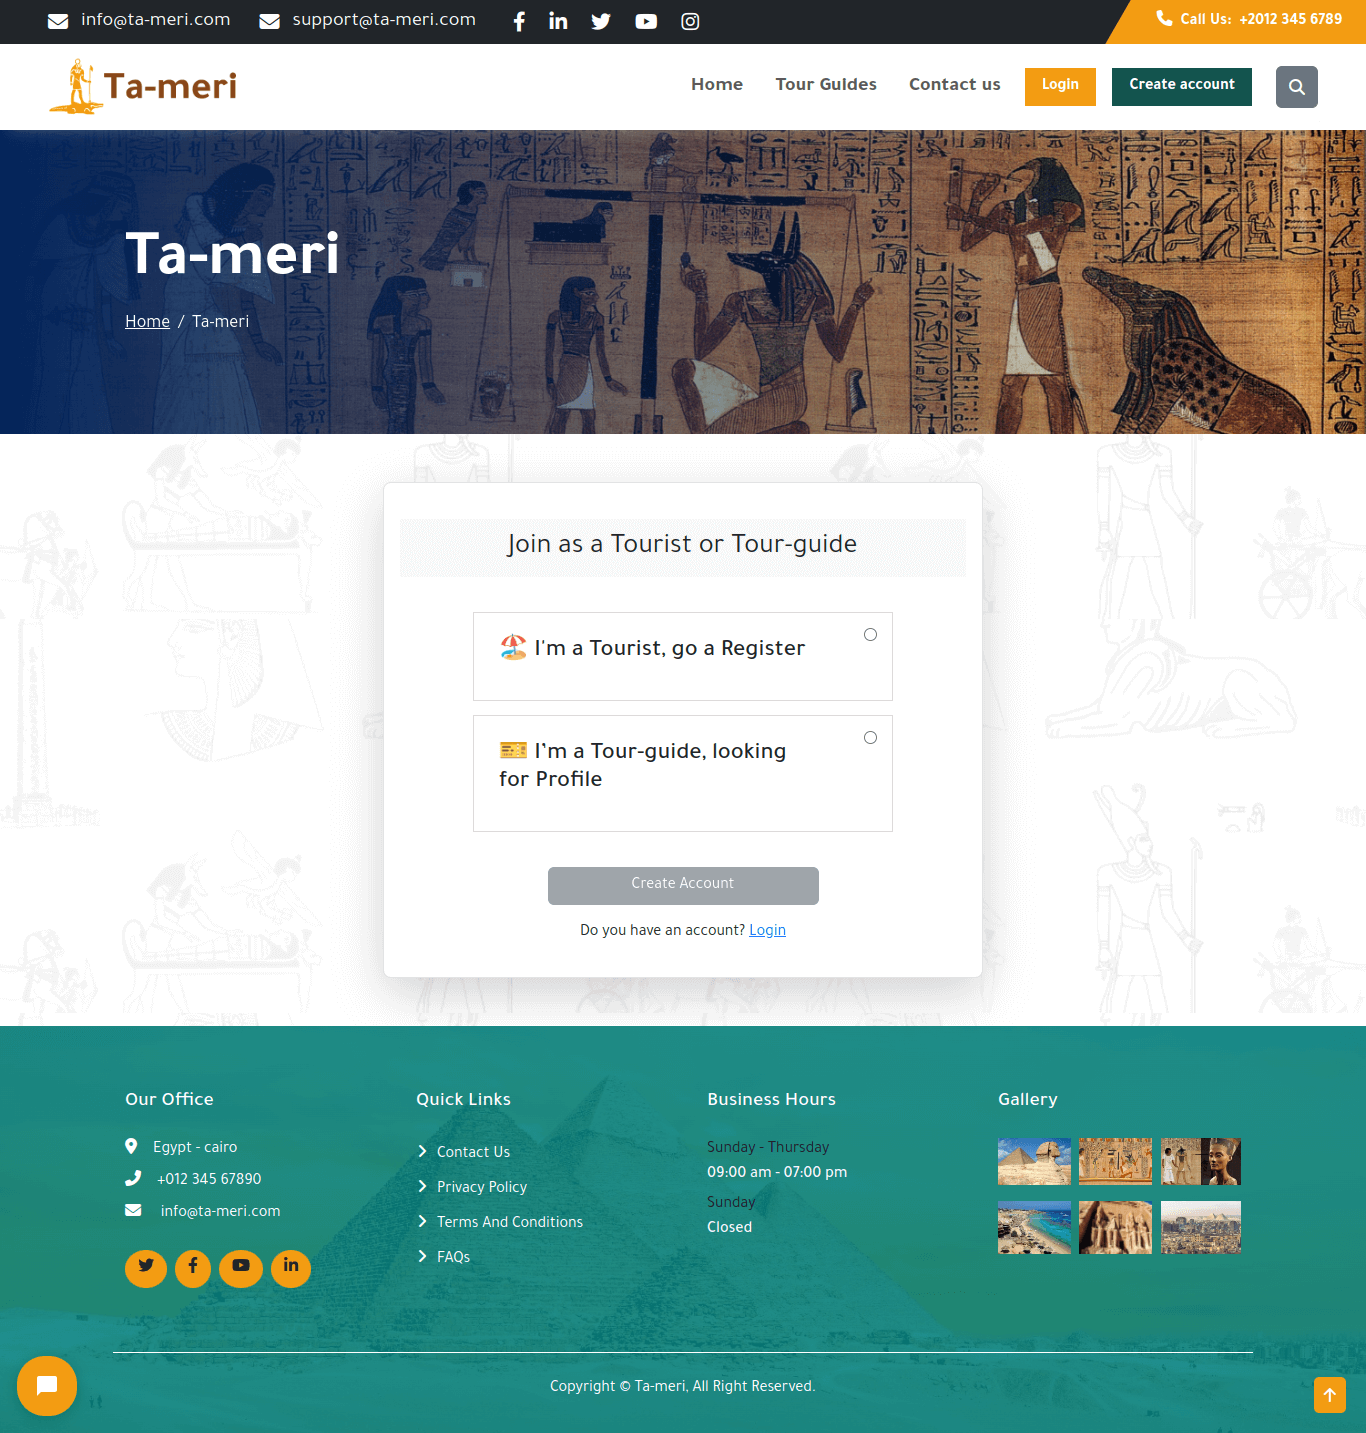 info@ta-meri.com
support@ta-meri.com
Call Us: +2012 345 6789
Ta-meri
Home
Tour Guides
Contact us
Login
Create account
Ta-meri
Home / Ta-meri
Join as a Tourist or Tour-guide
I'm a Tourist, go a Register
I’m a Tour-guide, looking
for Profile
Create Account
Do you have an account? Login
Our Office
Egypt - cairo
+012 345 67890
info@ta-meri.com
Quick Links
Contact Us
Privacy Policy
Terms And Conditions
FAQs
Business Hours
Sunday - Thursday
09:00 am - 07:00 pm
Sunday
Closed
Gallery
Copyright © Ta-meri, All Right Reserved.